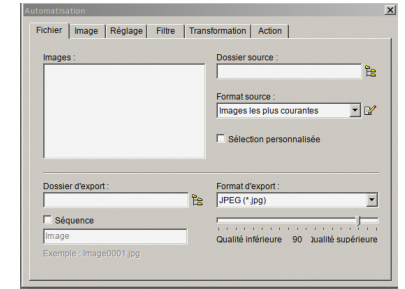 Automatisation
Fichier Image Réglage Filtre Transformation Action
Images :
Dossier source :
Format source :
Images les plus courantes
Sélection personnalisée
Dossier d'export :
Format d'export :
JPEG (*.jpg)
Séquence
Image
Exemple : Image0001.jpg
Qualité inférieure 90 Qualité supérieure